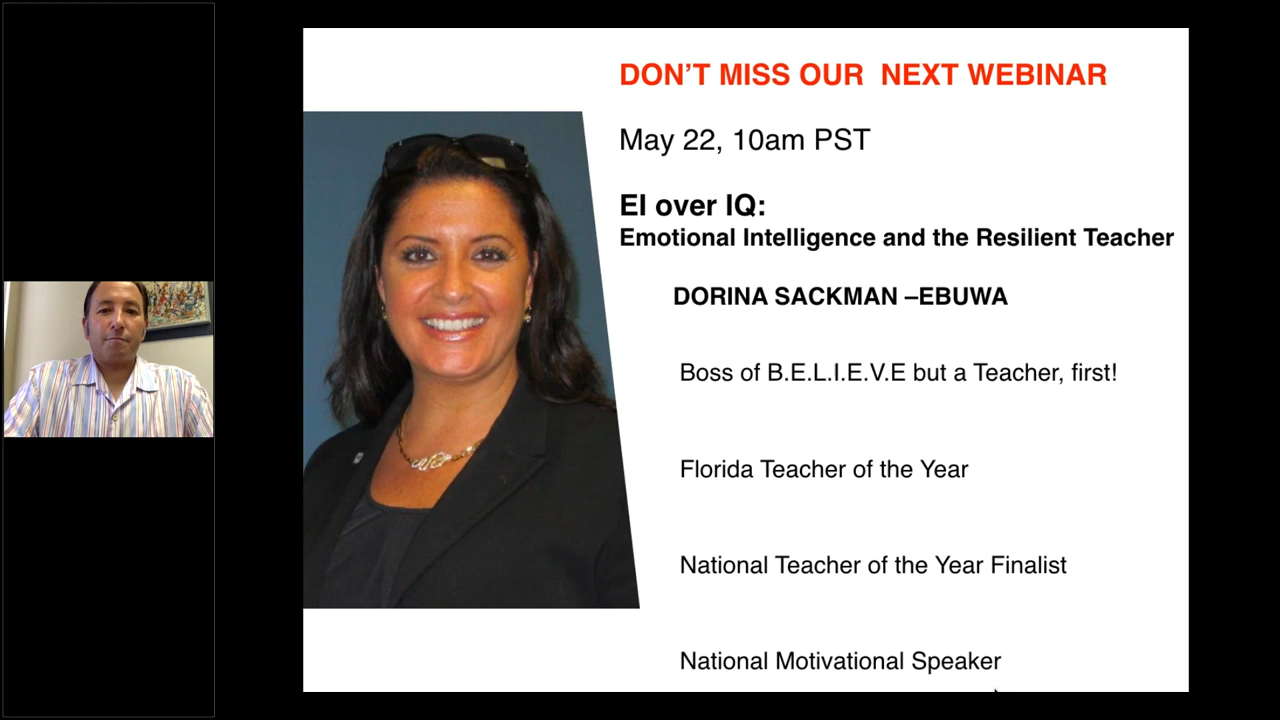 DON'T MISS OUR  NEXT WEBINAR
May 22, 10am PST
EI over IQ:
Emotional Intelligence and the Resilient Teacher
DORINA SACKMAN –EBUWA
Boss of B.E.L.I.E.V.E but a Teacher, first!
Florida Teacher of the Year
National Teacher of the Year Finalist
National Motivational Speaker